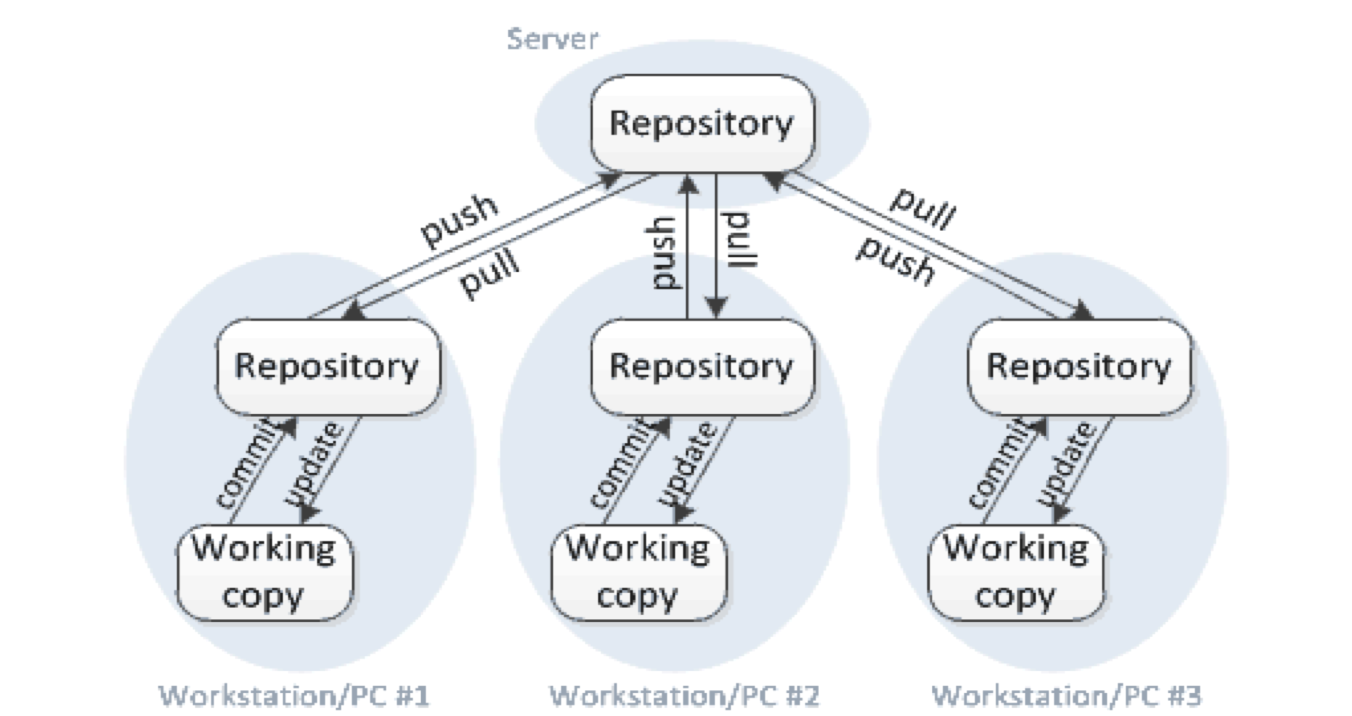 Server
Repository
push
pull
push
pull
pull
push
Repository
Repository
Repository
commit
update
commit
update
commit
update
Working
copy
Working
copy
Working
copy
Workstation/PC #1
Workstation/PC #2
Workstation/PC #3